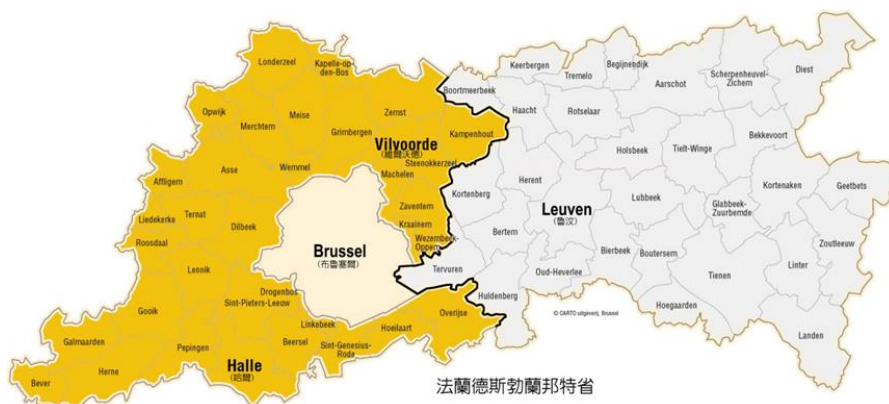 Londerzeel
Kapelle-op-
den-Bos
Opwijk
Merchtem
Meise
Zemst
Grimbergen
Kampenhout
Vilvoorde
(維爾沃德)
Steenokkerzeel
Machelen
Asse
Wemmel
Affligem
Zaventem
Kraainem
Wezembeek-
Oppem
Liedekerke
Ternat
Dilbeek
Roosdaal
Brussel
(布魯塞爾)
Lennik
Drogenbos
Sint-Pieters-Leeuw
Gooik
Linkebeek
Beersel
Sint-Genesius-
Rode
Hoeilaart
Overijse
Galmaarden
Pepingen
Halle
(哈爾)
Herne
Bever
Boortmeerbeek
Keerbergen
Tremelo
Begijnendijk
Aarschot
Scherpenheuvel-
Zichem
Diest
Haacht
Rotselaar
Bekkevoort
Holsbeek
Tielt-Winge
Herent
Kortenberg
Kortenaken
Geetbets
Lubbeek
Glabbeek-
Zuurbemde
Leuven
(魯汶)
Bertem
Bierbeek
Boutersem
Zoutleeuw
Tervuren
Oud-Heverlee
Tienen
Linter
Huldenberg
Hoegaarden
Landen
© CARTO uitgeverij, Brussel
法蘭德斯勃蘭邦特省